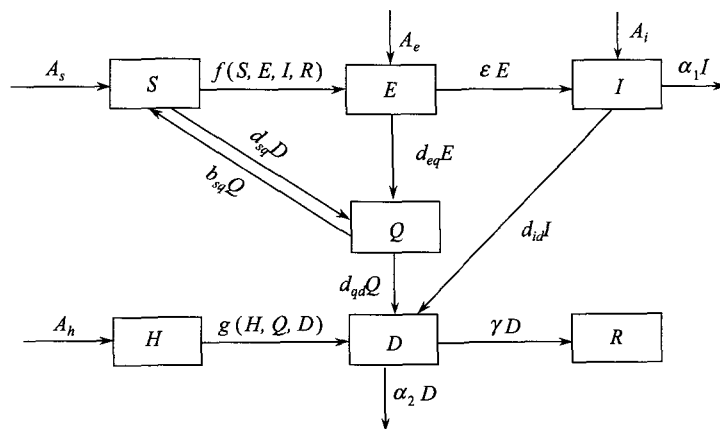 A_e
A_i
A_s
f(S, E, I, R)
εE
α_1 I
S
E
I
d_sq D
b_sq Q
d_eq E
Q
d_id I
d_qd Q
A_h
g(H, Q, D)
γD
H
D
R
α_2 D